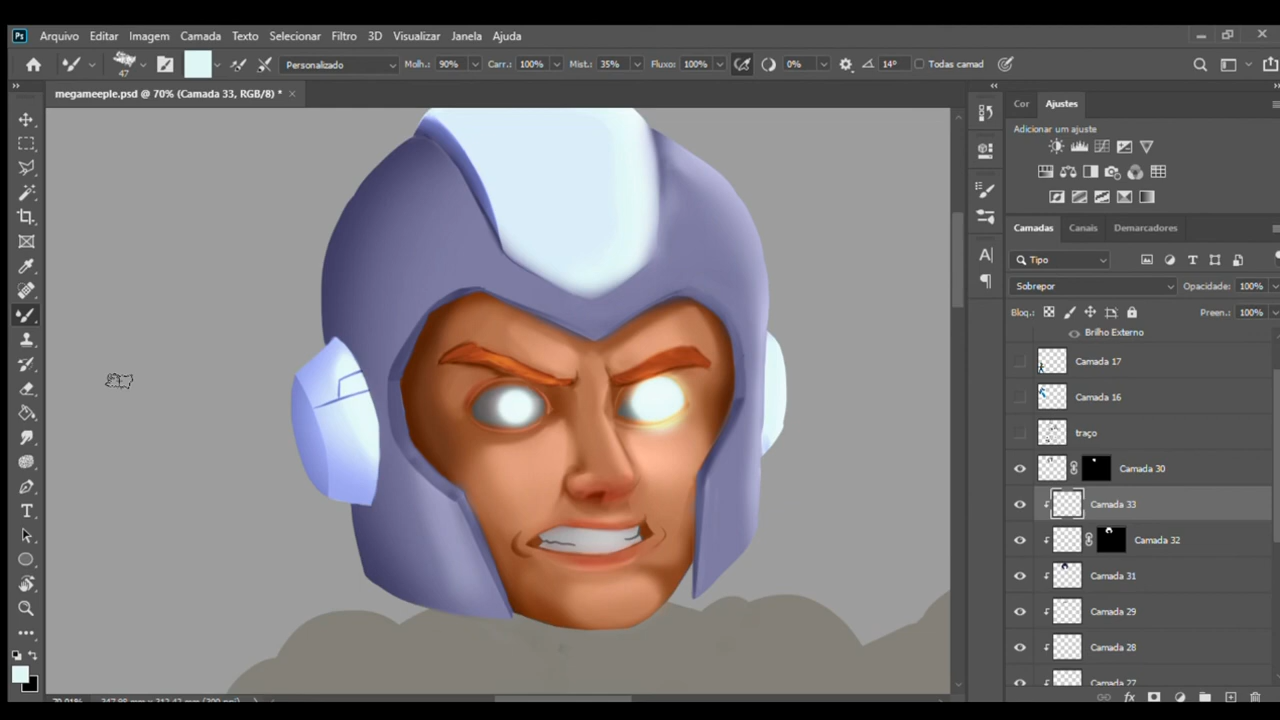 Ps Arquivo Editar Imagem Camada Texto Selecionar Filtro 3D Visualizar Janela Ajuda
47 Personalizado Molh.: 90% Carr.: 100% Mist.: 35% Fluxo: 100% 0% 14° Todas camad
megameeple.psd @ 70% (Camada 33, RGB/8) *
Cor Ajustes
Adicionar um ajuste
Camadas Canais Demarcadores
Tipo
Sobrepor Opacidade: 100%
Bloq.: Preen.: 100%
Brilho Externo
Camada 17
Camada 16
traço
Camada 30
Camada 33
Camada 32
Camada 31
Camada 29
Camada 28
Camada 27
fx